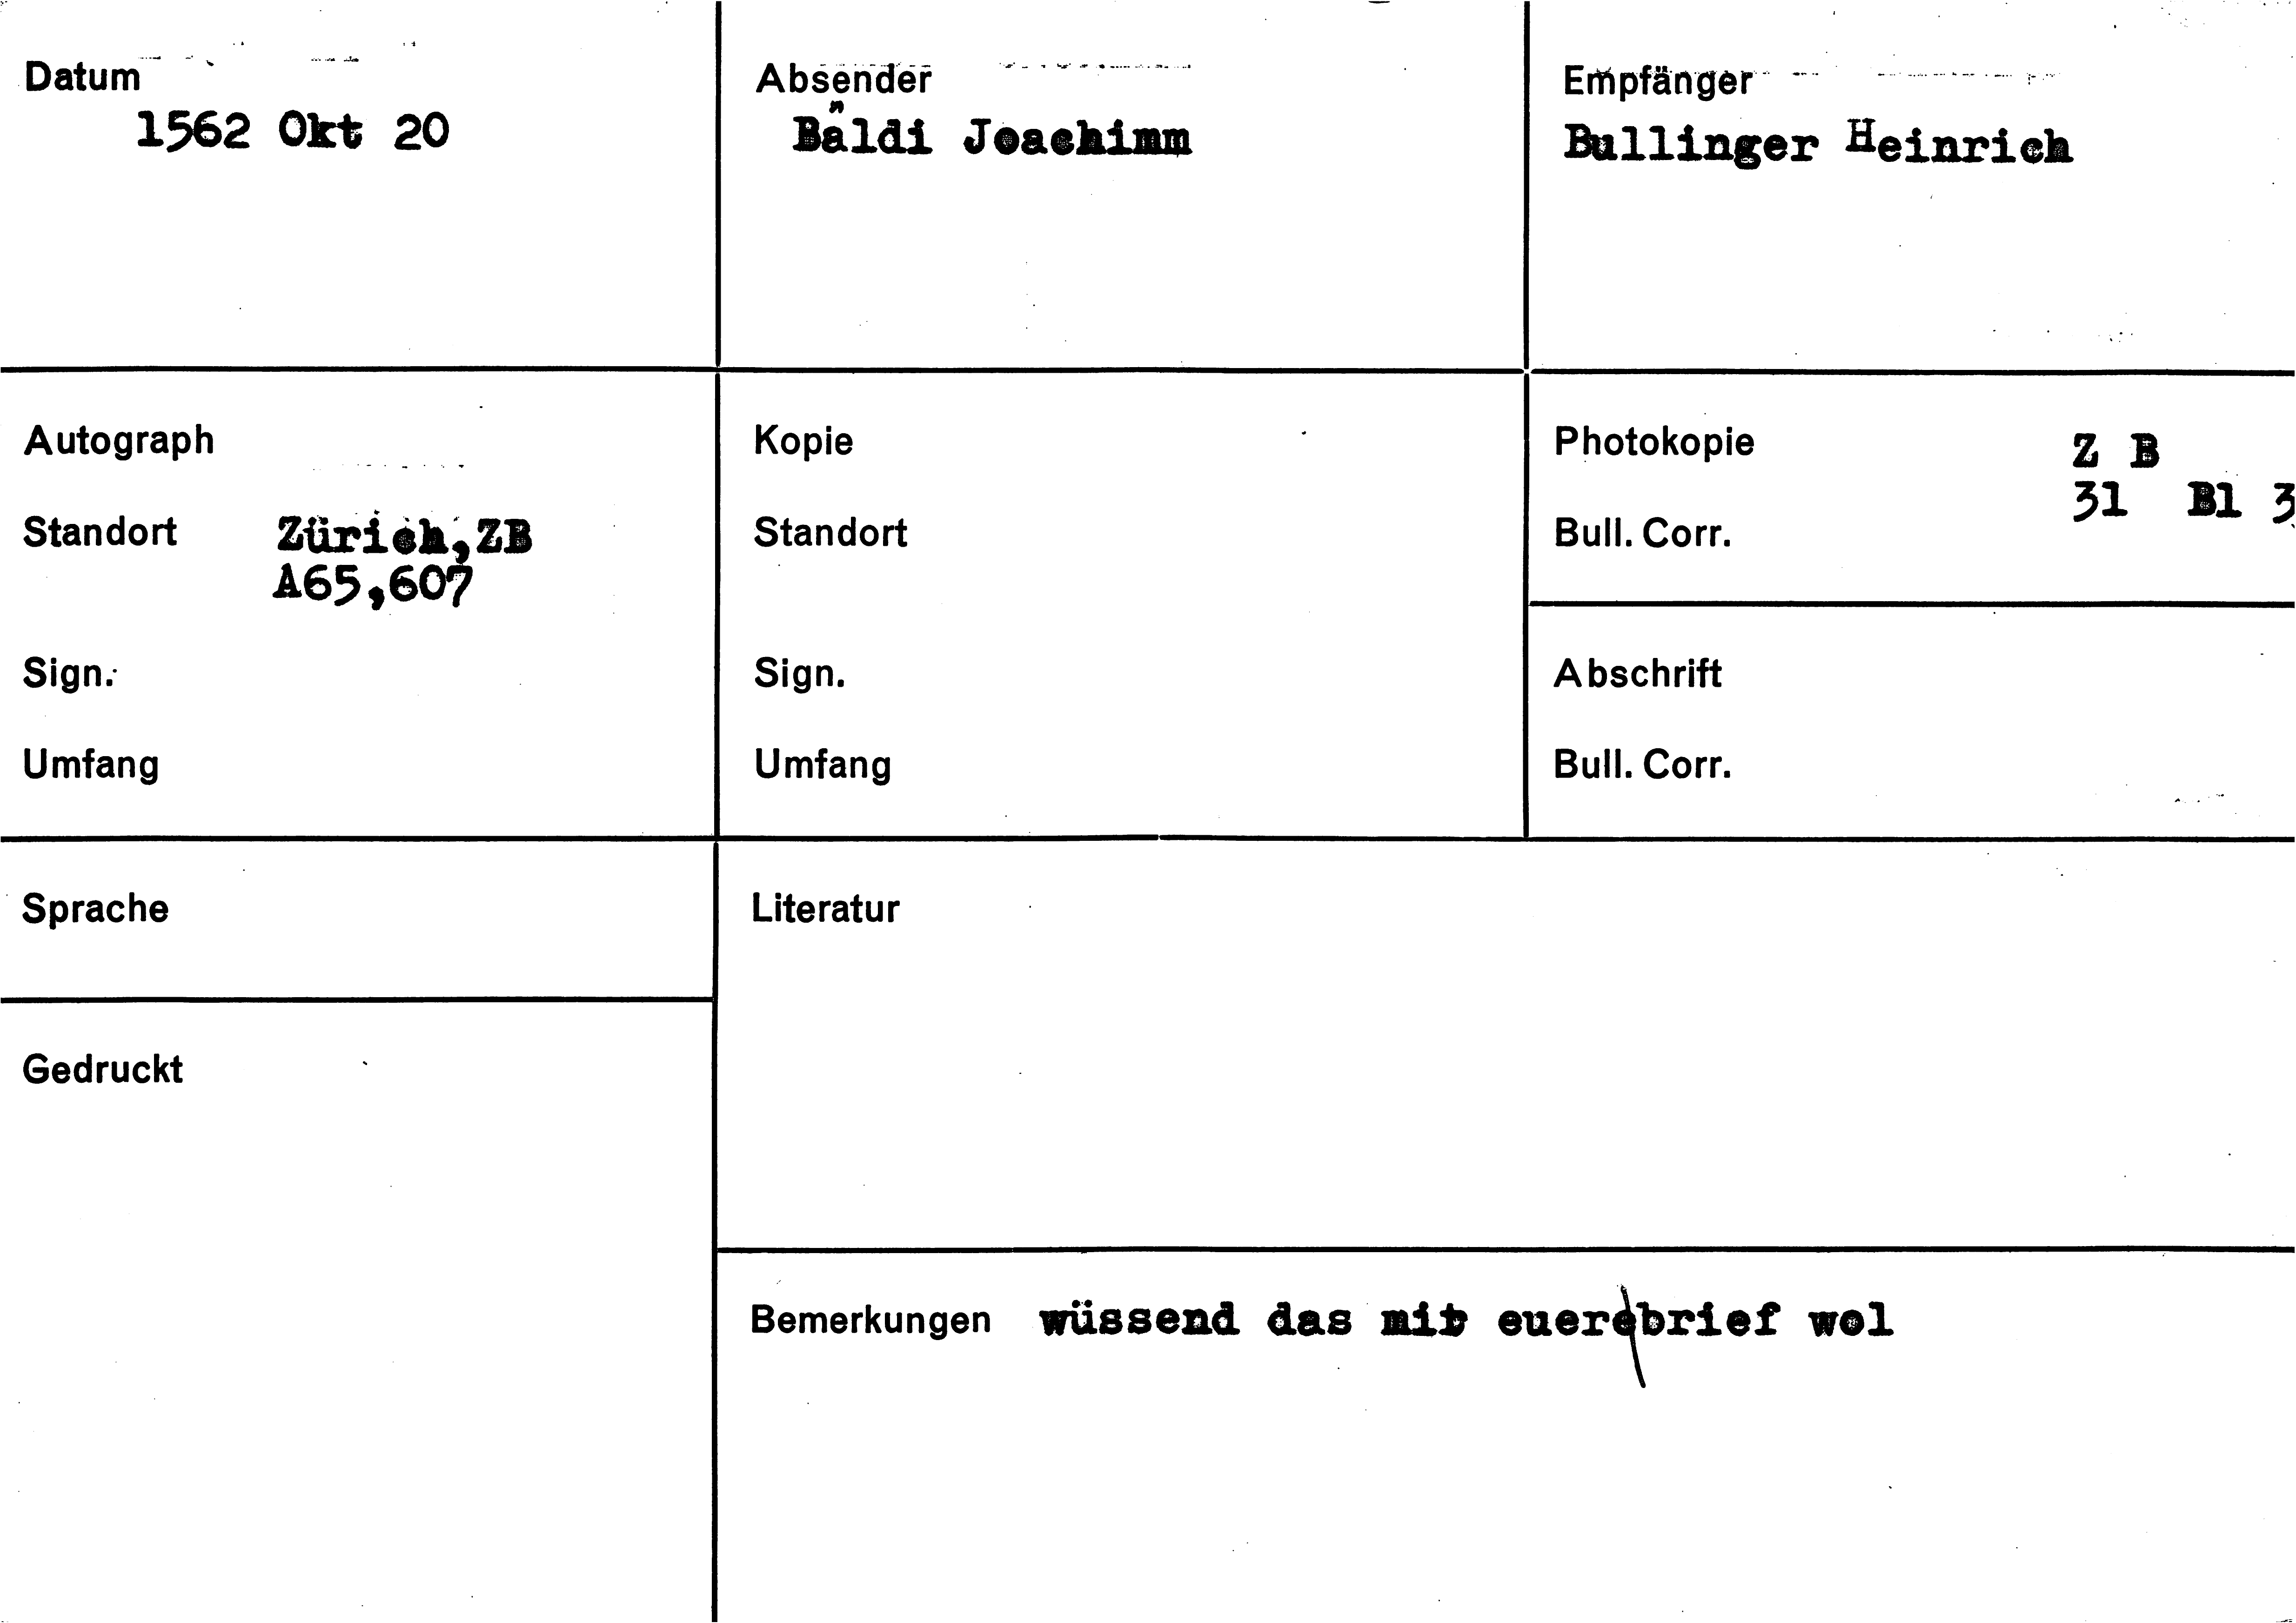 Datum
1562 Okt 20
Absender
Bäldi Joachimm
Empfänger
Bullinger Heinrich
Autograph
Standort Zürich,ZB
A65,607
Sign.
Umfang
Kopie
Standort
Sign.
Umfang
Photokopie Z B
31 Bl 3
Bull. Corr.
Abschrift
Bull. Corr.
Sprache
Gedruckt
Literatur
Bemerkungen wüssend das mir euere brief wol